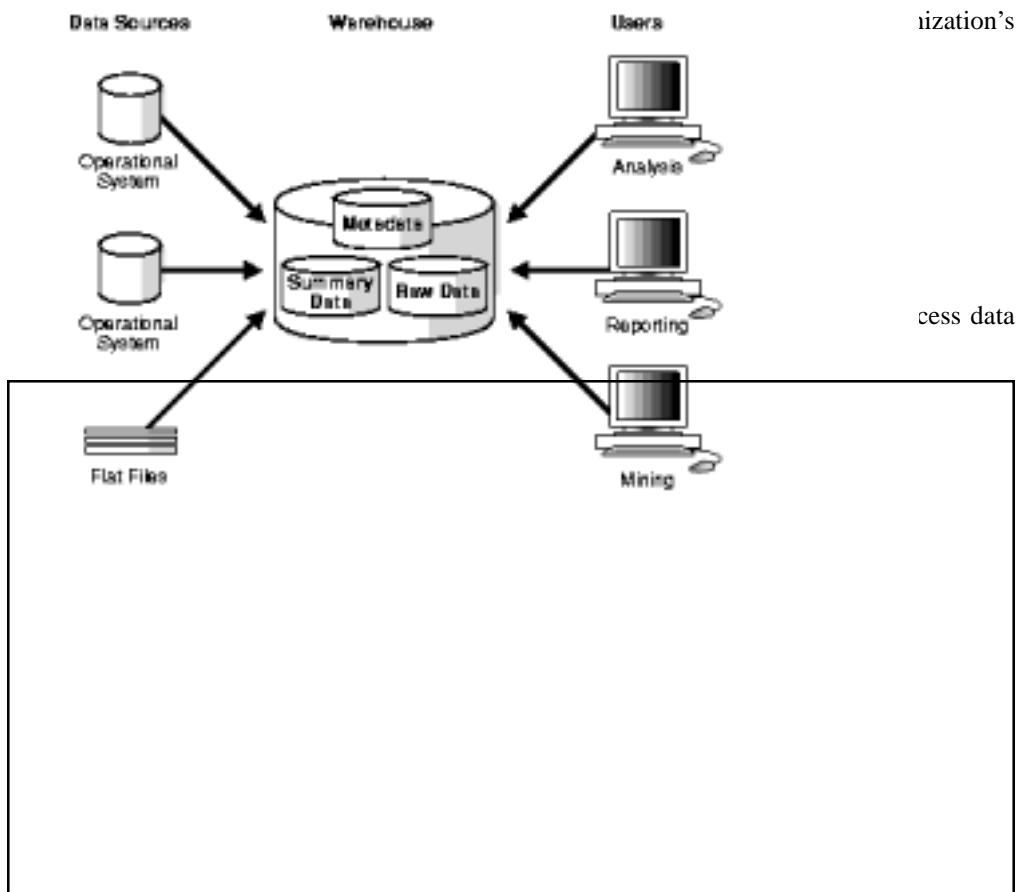 Data Sources Warehouse Users
nization's
Operational
System
Analysis
Metadata
Summary
Data
Raw Data
Operational
System
Reporting
cess data
Flat Files
Mining